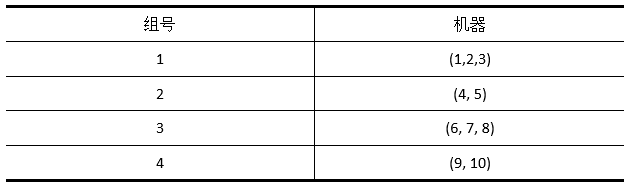 组号 机器
1 (1,2,3)
2 (4, 5)
3 (6, 7, 8)
4 (9, 10)